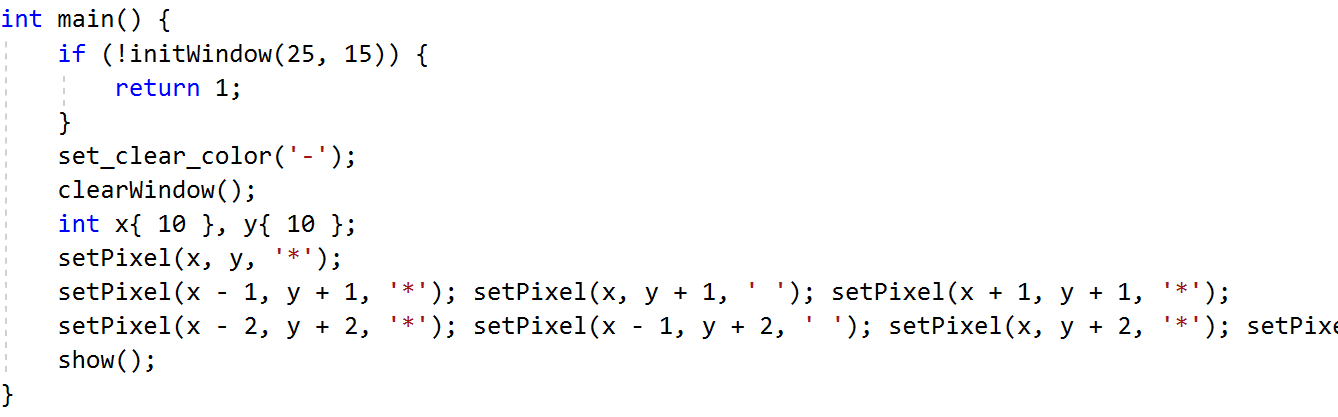 int main() {
    if (!initWindow(25, 15)) {
        return 1;
    }
    set_clear_color('-');
    clearWindow();
    int x{ 10 }, y{ 10 };
    setPixel(x, y, '*');
    setPixel(x - 1, y + 1, '*'); setPixel(x, y + 1, ' '); setPixel(x + 1, y + 1, '*');
    setPixel(x - 2, y + 2, '*'); setPixel(x - 1, y + 2, ' '); setPixel(x, y + 2, '*');
    show();
}